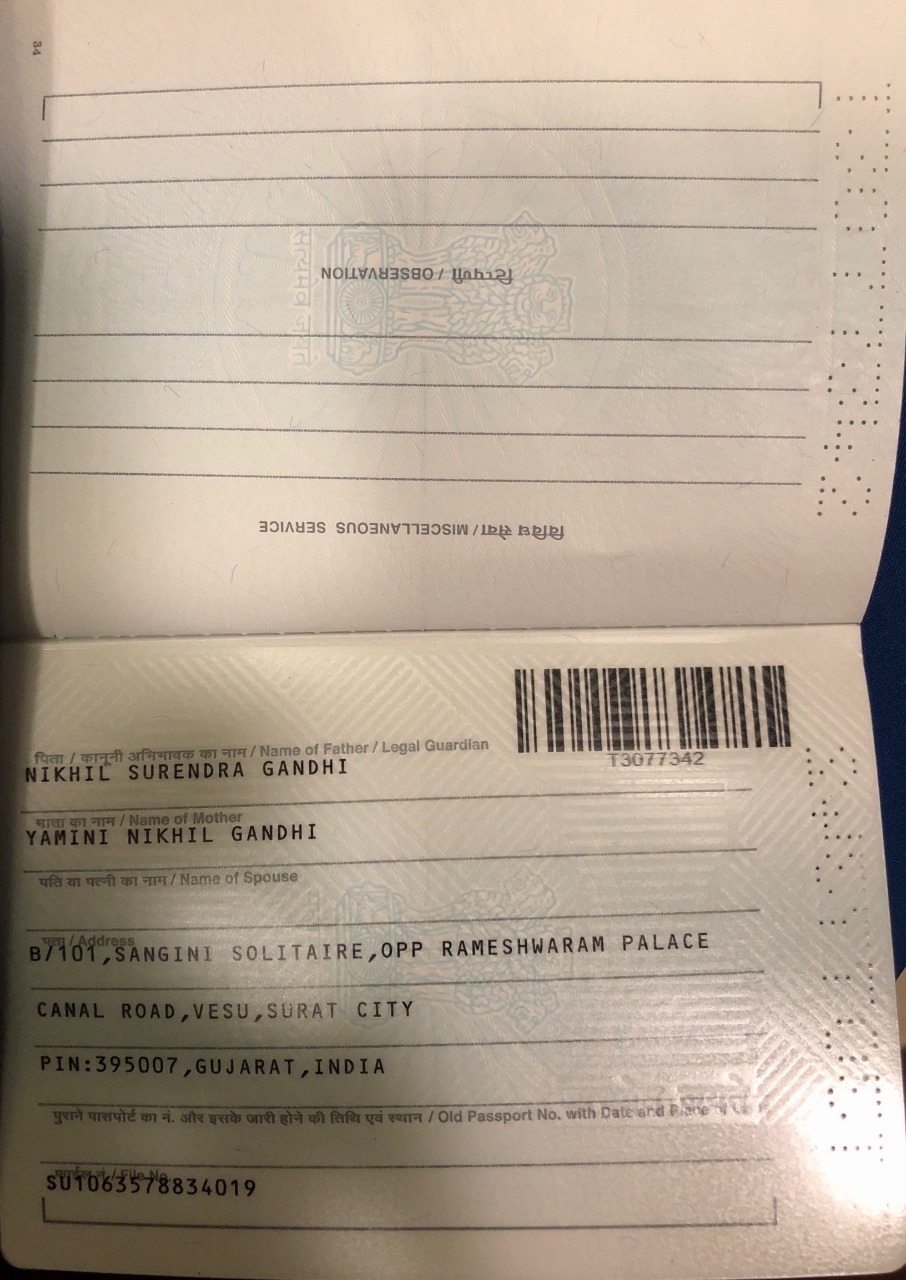 34
टिप्पणी / OBSERVATION
विविध सेवा / MISCELLANEOUS SERVICE
पिता / कानूनी अभिभावक का नाम / Name of Father / Legal Guardian
NIKHIL SURENDRA GANDHI
T3077342
माता का नाम / Name of Mother
YAMINI NIKHIL GANDHI
पति या पत्नी का नाम / Name of Spouse
पता / Address
B/101,SANGINI SOLITAIRE,OPP RAMESHWARAM PALACE
CANAL ROAD,VESU,SURAT CITY
PIN:395007,GUJARAT,INDIA
पुराने पासपोर्ट का नं. और इसके जारी होने की तिथि एवं स्थान / Old Passport No. with Date and Place of
फाईल नं. / File No.
SU1063578834019